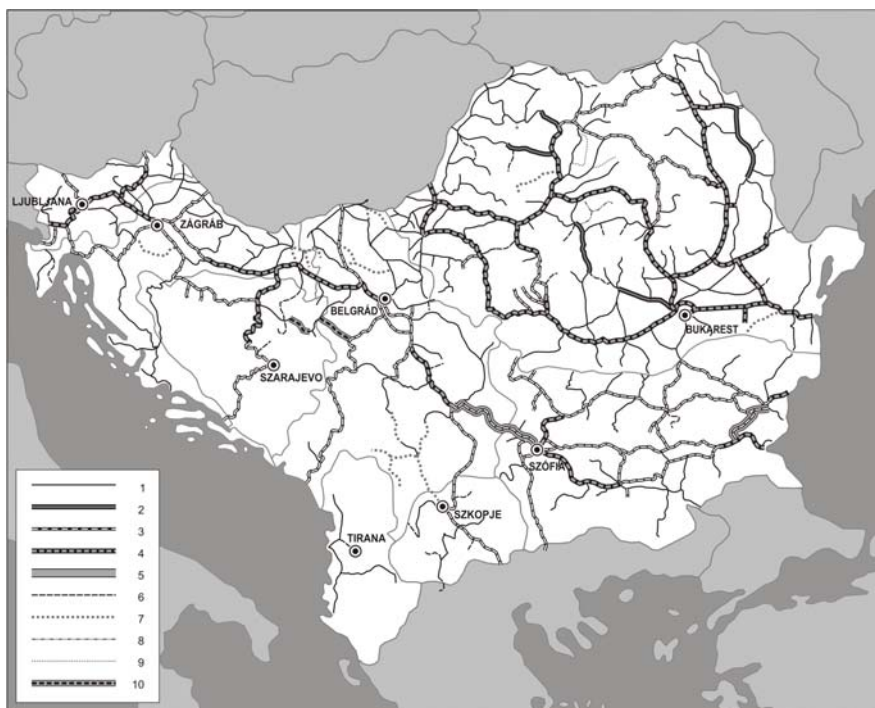 LJUBLJANA
ZÁGRÁB
BELGRÁD
BUKAREST
SZARAJEVO
SZÓFIA
SZKOPJE
TIRANA
1
2
3
4
5
6
7
8
9
10